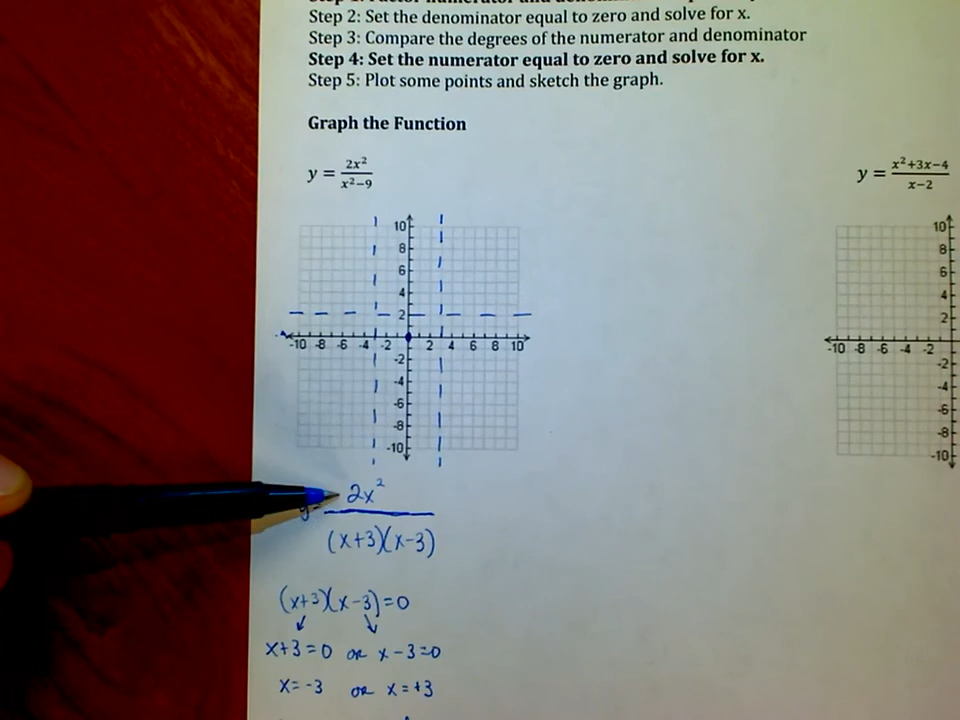 Step 2: Set the denominator equal to zero and solve for x.
Step 3: Compare the degrees of the numerator and denominator
Step 4: Set the numerator equal to zero and solve for x.
Step 5: Plot some points and sketch the graph.
Graph the Function
y = 2x²/(x²−9)
y = (x²+3x−4)/(x−2)
10
8
6
4
2
-10 -8 -6 -4 -2 2 4 6 8 10
-2
-4
-6
-8
-10
10
8
6
4
2
-10 -8 -6 -4 -2
-2
-4
-6
-8
-10
y= 2x²
(x+3)(x-3)
(x+3)(x-3)=0
x+3=0 or x-3=0
x=-3 or x=+3